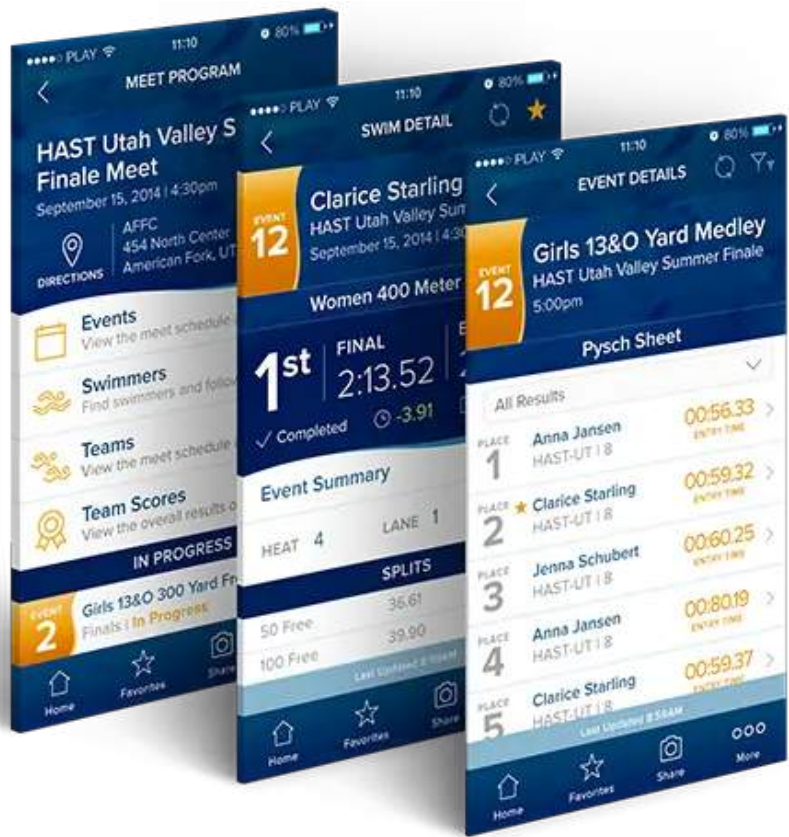 PLAY 11:10 80%
MEET PROGRAM
HAST Utah Valley S
Finale Meet
September 15, 2014 | 4:30pm
DIRECTIONS
AFFC
454 North Center
American Fork, UT
Events
View the meet schedule
Swimmers
Find swimmers and follow
Teams
View the meet schedule
Team Scores
View the overall results o
IN PROGRESS
EVENT 2
Girls 13&O 300 Yard Fr
Finals | In Progress
Home Favorites Share
PLAY 11:10 80%
SWIM DETAIL
EVENT 12
Clarice Starling
HAST Utah Valley Sum
September 15, 2014 | 4:30
Women 400 Meter
1st
FINAL
2:13.52
Completed
-3.91
Event Summary
HEAT 4 LANE 1
SPLITS
50 Free 36.61
100 Free 39.90
Last Updated
Home Favorites Share
PLAY 11:10 80%
EVENT DETAILS
EVENT 12
Girls 13&O Yard Medley
HAST Utah Valley Summer Finale
5:00pm
Pysch Sheet
All Results
PLACE 1
Anna Jansen
HAST-UT | 8
00:56.33
ENTRY TIME
PLACE 2
Clarice Starling
HAST-UT | 8
00:59.32
ENTRY TIME
PLACE 3
Jenna Schubert
HAST-UT | 8
00:60.25
ENTRY TIME
PLACE 4
Anna Jansen
HAST-UT | 8
00:80.19
ENTRY TIME
PLACE 5
Clarice Starling
HAST-UT | 8
00:59.37
ENTRY TIME
Last Updated 8:59AM
Home Favorites Share More